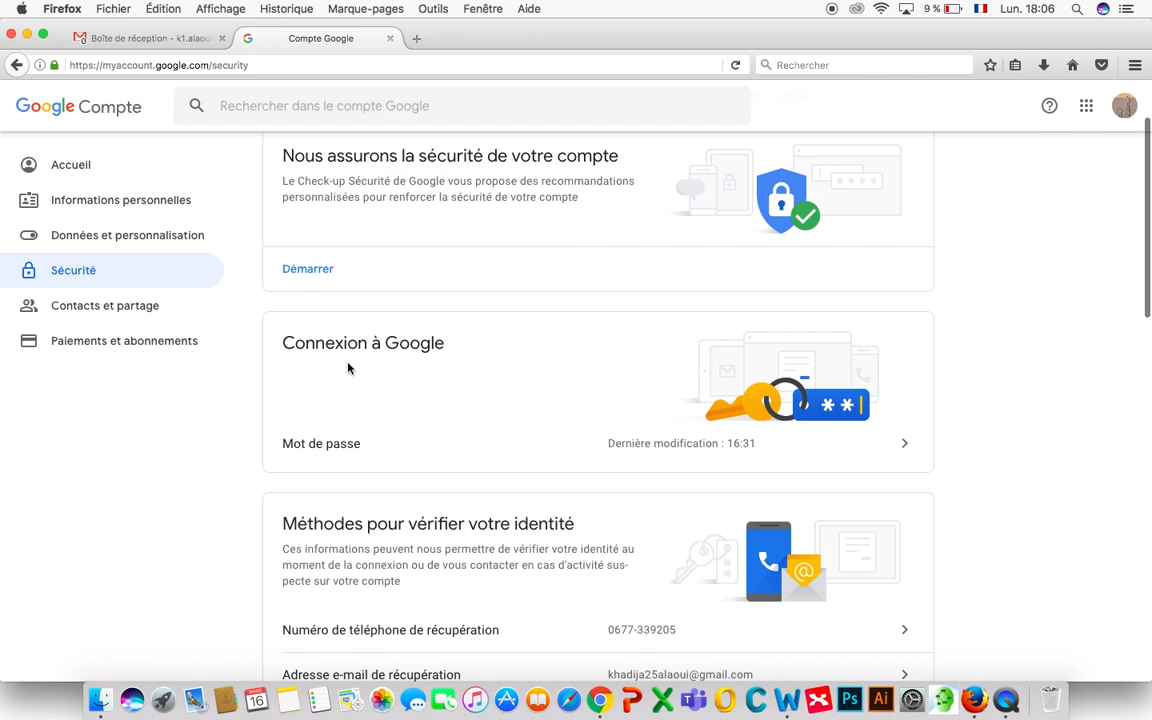 Firefox Fichier Édition Affichage Historique Marque-pages Outils Fenêtre Aide 9 % Lun. 18:06
Boîte de réception - k1.alaoui Compte Google
https://myaccount.google.com/security Rechercher
Google Compte Rechercher dans le compte Google
Accueil
Informations personnelles
Données et personnalisation
Sécurité
Contacts et partage
Paiements et abonnements
Nous assurons la sécurité de votre compte
Le Check-up Sécurité de Google vous propose des recommandations
personnalisées pour renforcer la sécurité de votre compte
Démarrer
Connexion à Google
Mot de passe Dernière modification : 16:31
Méthodes pour vérifier votre identité
Ces informations peuvent nous permettre de vérifier votre identité au
moment de la connexion ou de vous contacter en cas d'activité sus-
pecte sur votre compte
Numéro de téléphone de récupération 0677-339205
Adresse e-mail de récupération khadija25alaoui@gmail.com